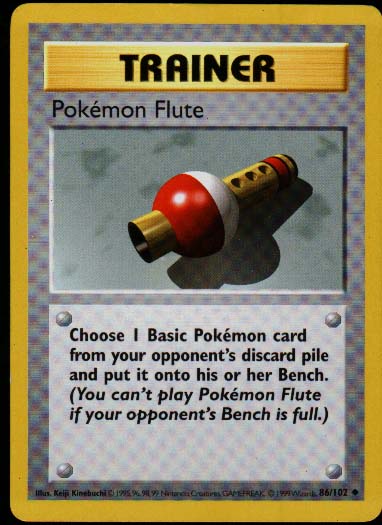 TRAINER
Pokémon Flute
Choose 1 Basic Pokémon card
from your opponent's discard pile
and put it onto his or her Bench.
(You can't play Pokémon Flute
if your opponent's Bench is full.)
Illus. Keiji Kinebuchi © 1995, 96, 98, 99 Nintendo, Creatures, GAMEFREAK. © 1999 Wizards. 86/102 ◆